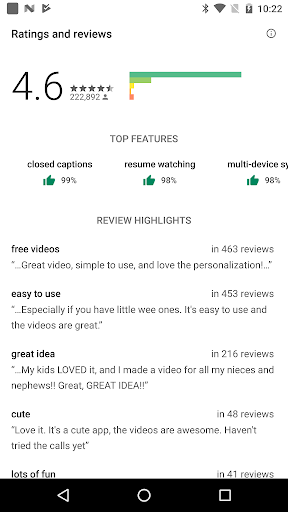 10:22
Ratings and reviews
4.6
222,892
TOP FEATURES
closed captions resume watching multi-device sy
99% 98% 98%
REVIEW HIGHLIGHTS
free videos in 463 reviews
“...Great video, simple to use, and love the personalization!...”
easy to use in 453 reviews
“...Especially if you have little wee ones. It's easy to use and
the videos are great.”
great idea in 216 reviews
“...My kids LOVED it, and I made a video for all my nieces and
nephews!! Great, GREAT IDEA!!”
cute in 48 reviews
“Love it. It's a cute app, the videos are awesome. Haven't
tried the calls yet”
lots of fun in 41 reviews